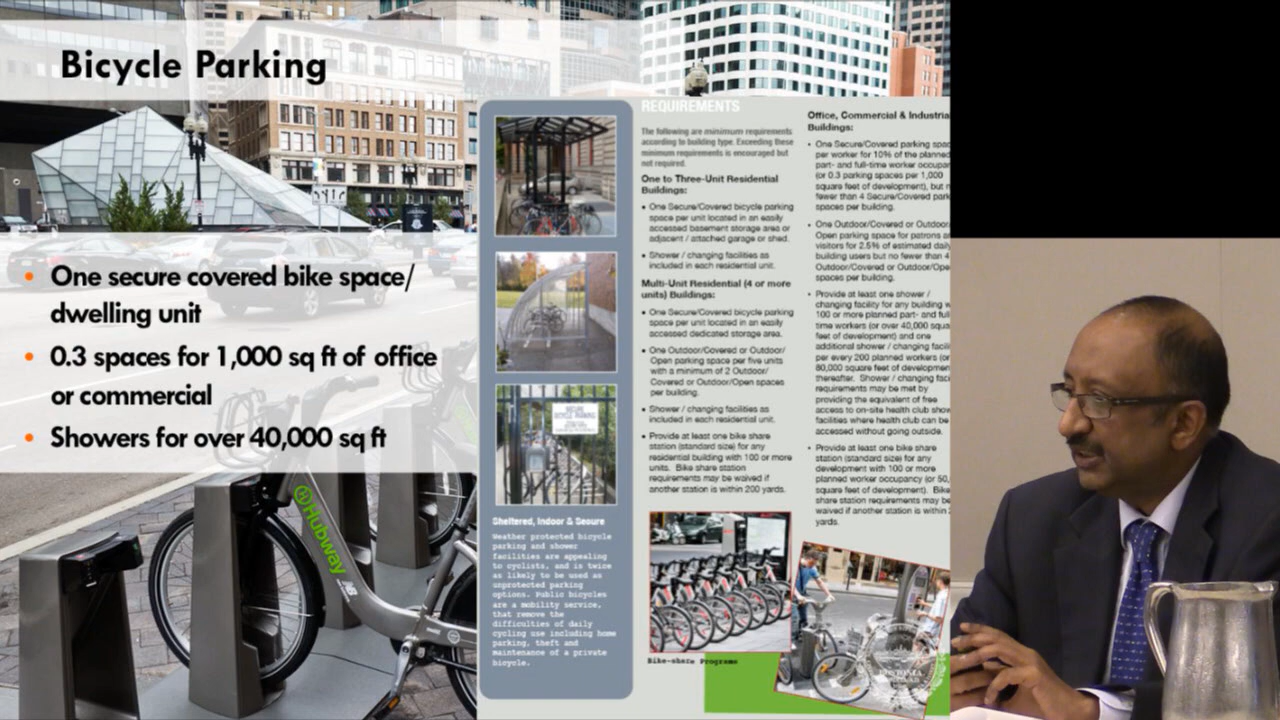 Bicycle Parking
One secure covered bike space/
dwelling unit
0.3 spaces for 1,000 sq ft of office
or commercial
Showers for over 40,000 sq ft
Hubway
SECURE
BICYCLE PARKING
Sheltered, Indoor & Secure
Weather protected bicycle
parking and shower
facilities are appealing
to cyclists, and is twice
as likely to be used as
unprotected parking
options. Public bicycles
are a mobility service,
that remove the
difficulties of daily
cycling use including home
parking, theft and
maintenance of a private
bicycle.
REQUIREMENTS
The following are minimum requirements
according to building type. Exceeding these
minimum requirements is encouraged but
not required.
One to Three-Unit Residential
Buildings:
• One Secure/Covered bicycle parking
space per unit located in an easily
accessed basement storage area or
adjacent / attached garage or shed.
• Shower / changing facilities as
included in each residential unit.
Multi-Unit Residential (4 or more
units) Buildings:
• One Secure/Covered bicycle parking
space per unit located in an easily
accessed dedicated storage area.
• One Outdoor/Covered or Outdoor/
Open parking space per five units
with a minimum of 2 Outdoor/
Covered or Outdoor/Open spaces
per building.
• Shower / changing facilities as
included in each residential unit.
• Provide at least one bike share
station (standard size) for any
residential building with 100 or more
units. Bike share station
requirements may be waived if
another station is within 200 yards.
Bike-share Programs
Office, Commercial & Industria
Buildings:
• One Secure/Covered parking spac
per worker for 10% of the planned
part- and full-time worker occupan
(or 0.3 parking spaces per 1,000
square feet of development), but n
fewer than 4 Secure/Covered park
spaces per building.
• One Outdoor/Covered or Outdoor
Open parking space for patrons a
visitors for 2.5% of estimated daily
building users but no fewer than 4
Outdoor/Covered or Outdoor/Ope
spaces per building.
• Provide at least one shower /
changing facility for any building w
100 or more planned part- and full
time workers (or over 40,000 squa
feet of development) and one
additional shower / changing facili
per every 200 planned workers (or
80,000 square feet of developmen
thereafter. Shower / changing faci
requirements may be met by
providing the equivalent of free
access to on-site health club show
facilities where health club can be
accessed without going outside.
• Provide at least one bike share
station (standard size) for any
development with 100 or more
planned worker occupancy (or 50,
square feet of development). Bike
share station requirements may be
waived if another station is within
yards.